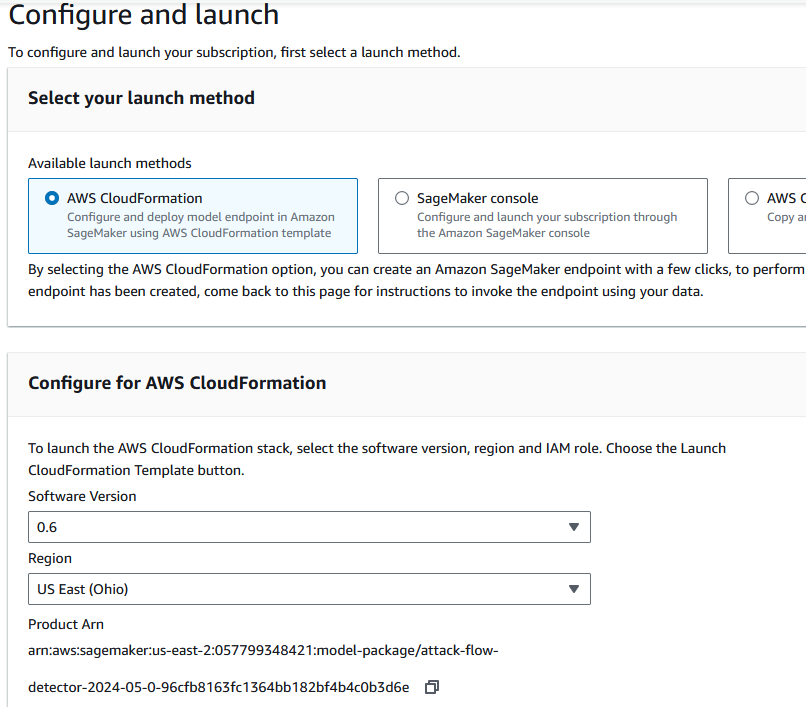 Configure and launch
To configure and launch your subscription, first select a launch method.
Select your launch method
Available launch methods
AWS CloudFormation
Configure and deploy model endpoint in Amazon
SageMaker using AWS CloudFormation template
SageMaker console
Configure and launch your subscription through
the Amazon SageMaker console
AWS
Copy
By selecting the AWS CloudFormation option, you can create an Amazon SageMaker endpoint with a few clicks, to perform
endpoint has been created, come back to this page for instructions to invoke the endpoint using your data.
Configure for AWS CloudFormation
To launch the AWS CloudFormation stack, select the software version, region and IAM role. Choose the Launch
CloudFormation Template button.
Software Version
0.6
Region
US East (Ohio)
Product Arn
arn:aws:sagemaker:us-east-2:057799348421:model-package/attack-flow-
detector-2024-05-0-96cfb8163fc1364bb182bf4b4c0b3d6e